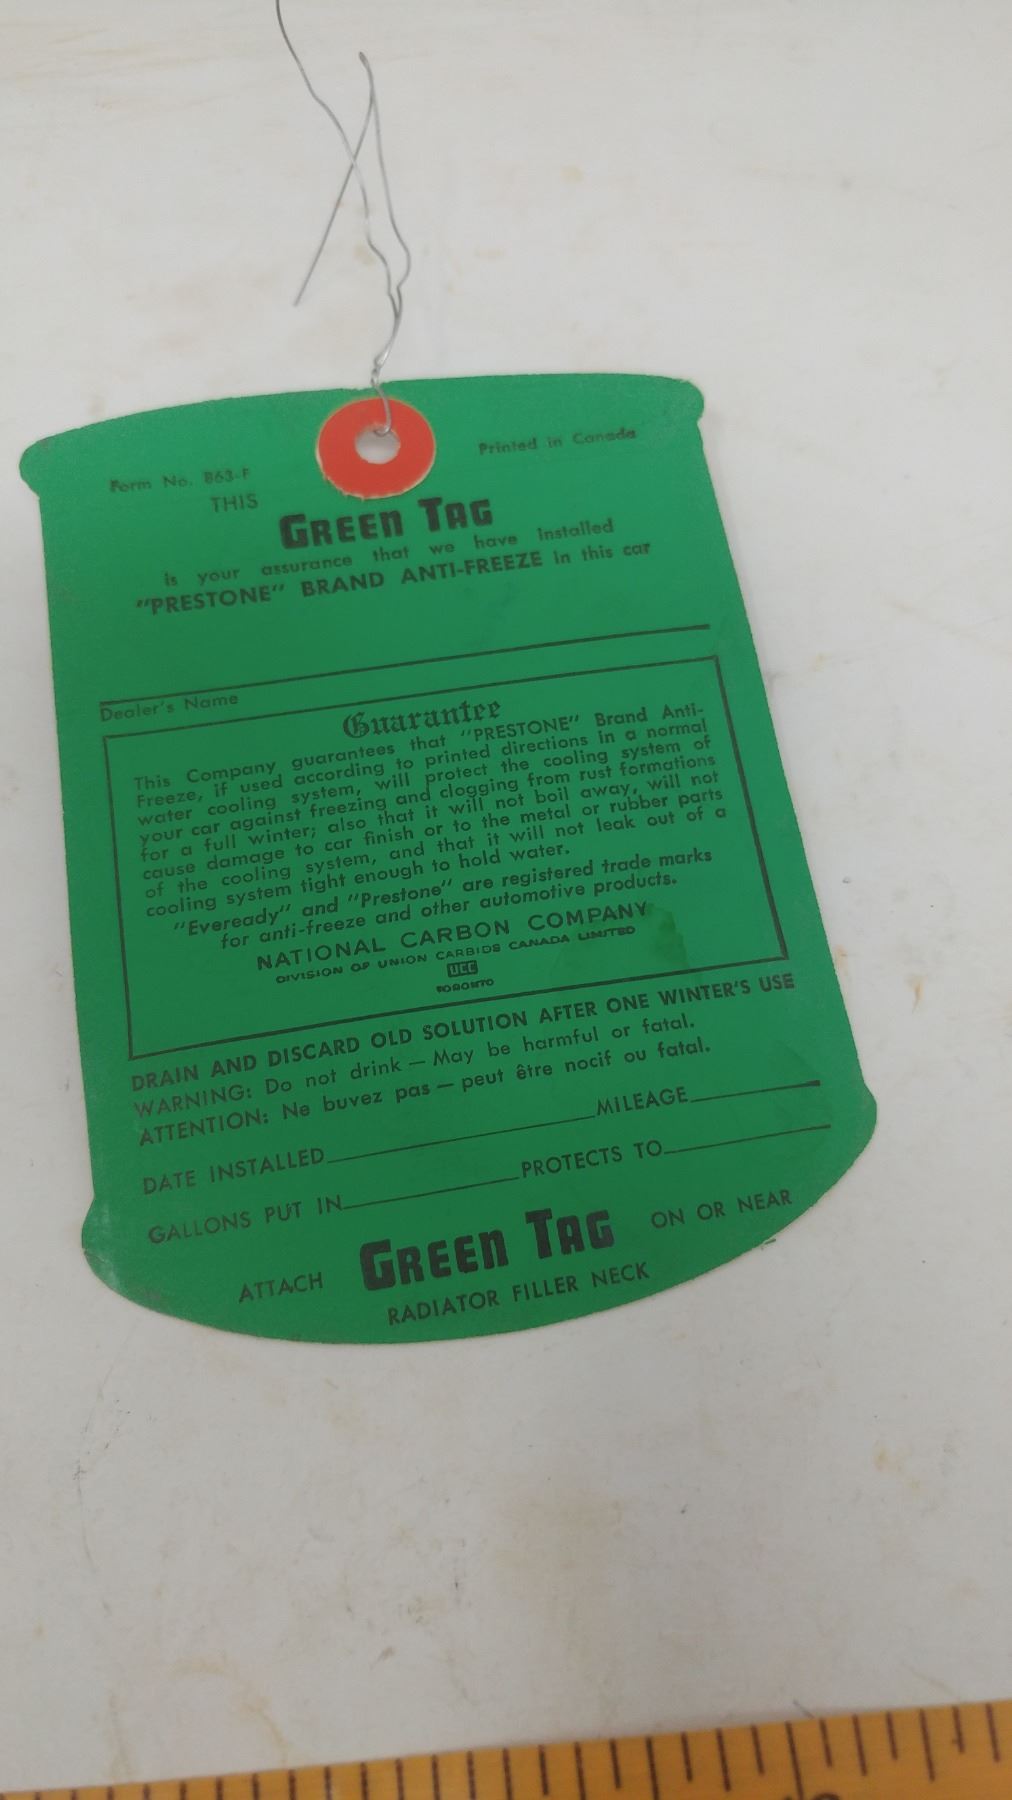 Form No. 863-F
Printed in Canada
THIS
GREEN TAG
is your assurance that we have installed
"PRESTONE" BRAND ANTI-FREEZE in this car
Dealer's Name
Guarantee
This Company guarantees that "PRESTONE" Brand Anti-
Freeze, if used according to printed directions in a normal
water cooling system, will protect the cooling system of
your car against freezing and clogging from rust formations
for a full winter; also that it will not boil away, will not
cause damage to car finish or to the metal or rubber parts
of the cooling system, and that it will not leak out of a
cooling system tight enough to hold water.
"Eveready" and "Prestone" are registered trade marks
for anti-freeze and other automotive products.
NATIONAL CARBON COMPANY
DIVISION OF UNION CARBIDE CANADA LIMITED
UCC
TORONTO
DRAIN AND DISCARD OLD SOLUTION AFTER ONE WINTER'S USE
WARNING: Do not drink — May be harmful or fatal.
ATTENTION: Ne buvez pas — peut être nocif ou fatal.
DATE INSTALLED MILEAGE
GALLONS PUT IN PROTECTS TO
ATTACH GREEN TAG ON OR NEAR
RADIATOR FILLER NECK